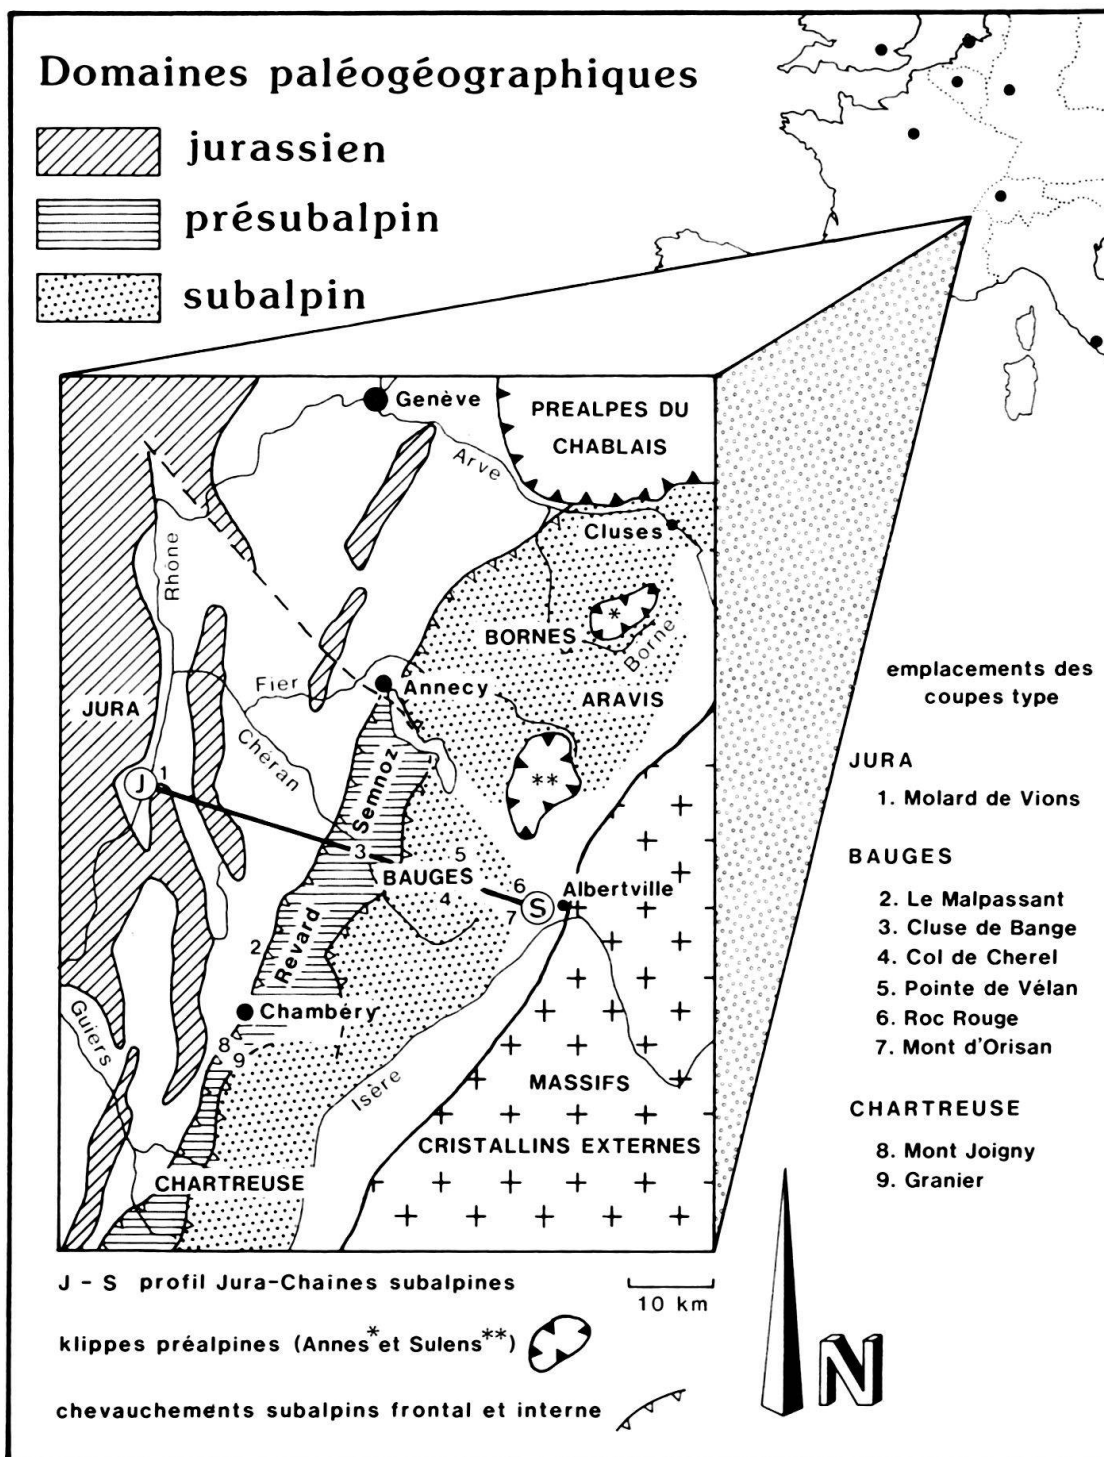 Domaines paléogéographiques
jurassien
présubalpin
subalpin
Genève
PREALPES DU
CHABLAIS
Arve
Cluses
Rhône
*
BORNES
Borne
Fier
Annecy
ARAVIS
JURA
Chéran
Semnoz
**
J
1
3
5
BAUGES
4
6
S
Albertville
7
2
Revard
Chambéry
Guiers
8
9
Isère
MASSIFS
CRISTALLINS EXTERNES
CHARTREUSE
emplacements des
coupes type
JURA
1. Molard de Vions
BAUGES
2. Le Malpassant
3. Cluse de Bange
4. Col de Cherel
5. Pointe de Vélan
6. Roc Rouge
7. Mont d'Orisan
CHARTREUSE
8. Mont Joigny
9. Granier
J - S profil Jura-Chaines subalpines
10 km
klippes préalpines (Annes* et Sulens**)
chevauchements subalpins frontal et interne
N